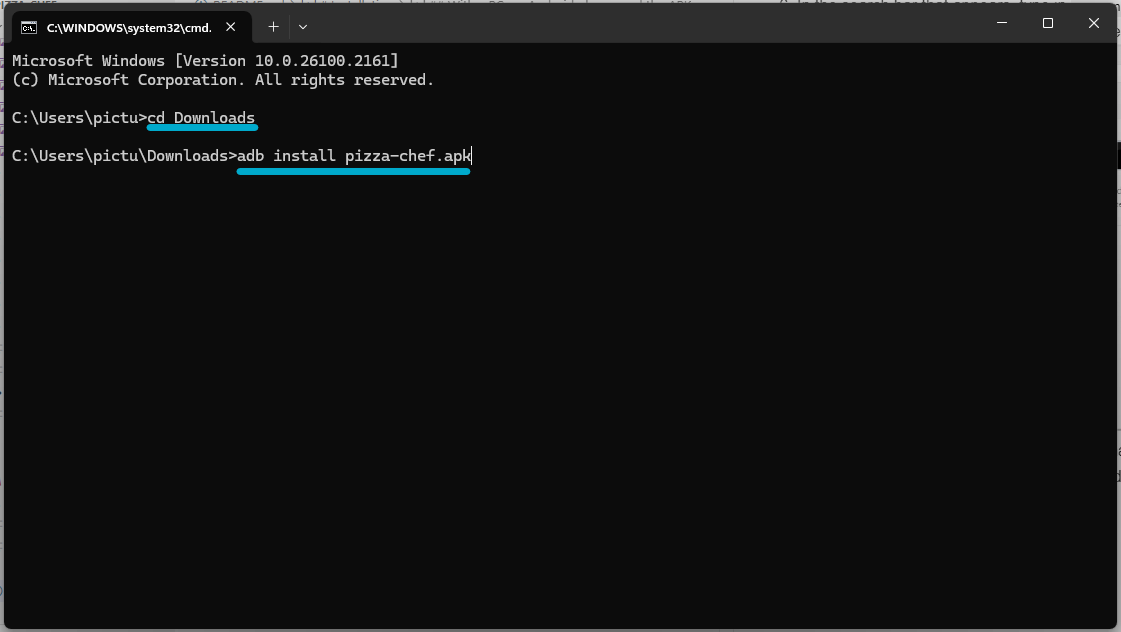 C:\WINDOWS\system32\cmd.
Microsoft Windows [Version 10.0.26100.2161]
(c) Microsoft Corporation. All rights reserved.
C:\Users\pictu>cd Downloads
C:\Users\pictu\Downloads>adb install pizza-chef.apk